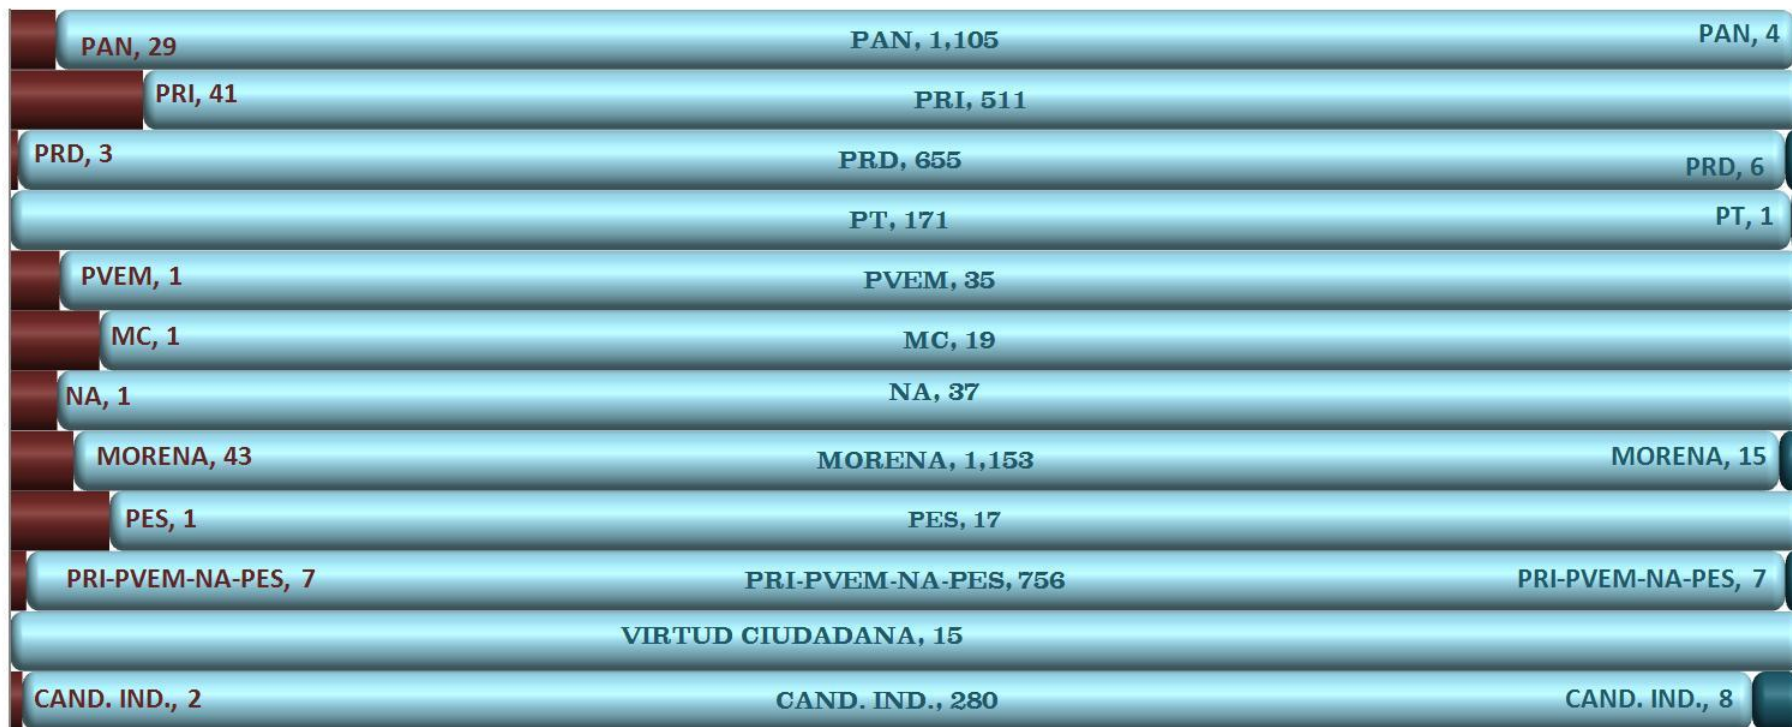 PAN, 29 PAN, 1,105 PAN, 4
PRI, 41 PRI, 511
PRD, 3 PRD, 655 PRD, 6
PT, 171 PT, 1
PVEM, 1 PVEM, 35
MC, 1 MC, 19
NA, 1 NA, 37
MORENA, 43 MORENA, 1,153 MORENA, 15
PES, 1 PES, 17
PRI-PVEM-NA-PES, 7 PRI-PVEM-NA-PES, 756 PRI-PVEM-NA-PES, 7
VIRTUD CIUDADANA, 15
CAND. IND., 2 CAND. IND., 280 CAND. IND., 8